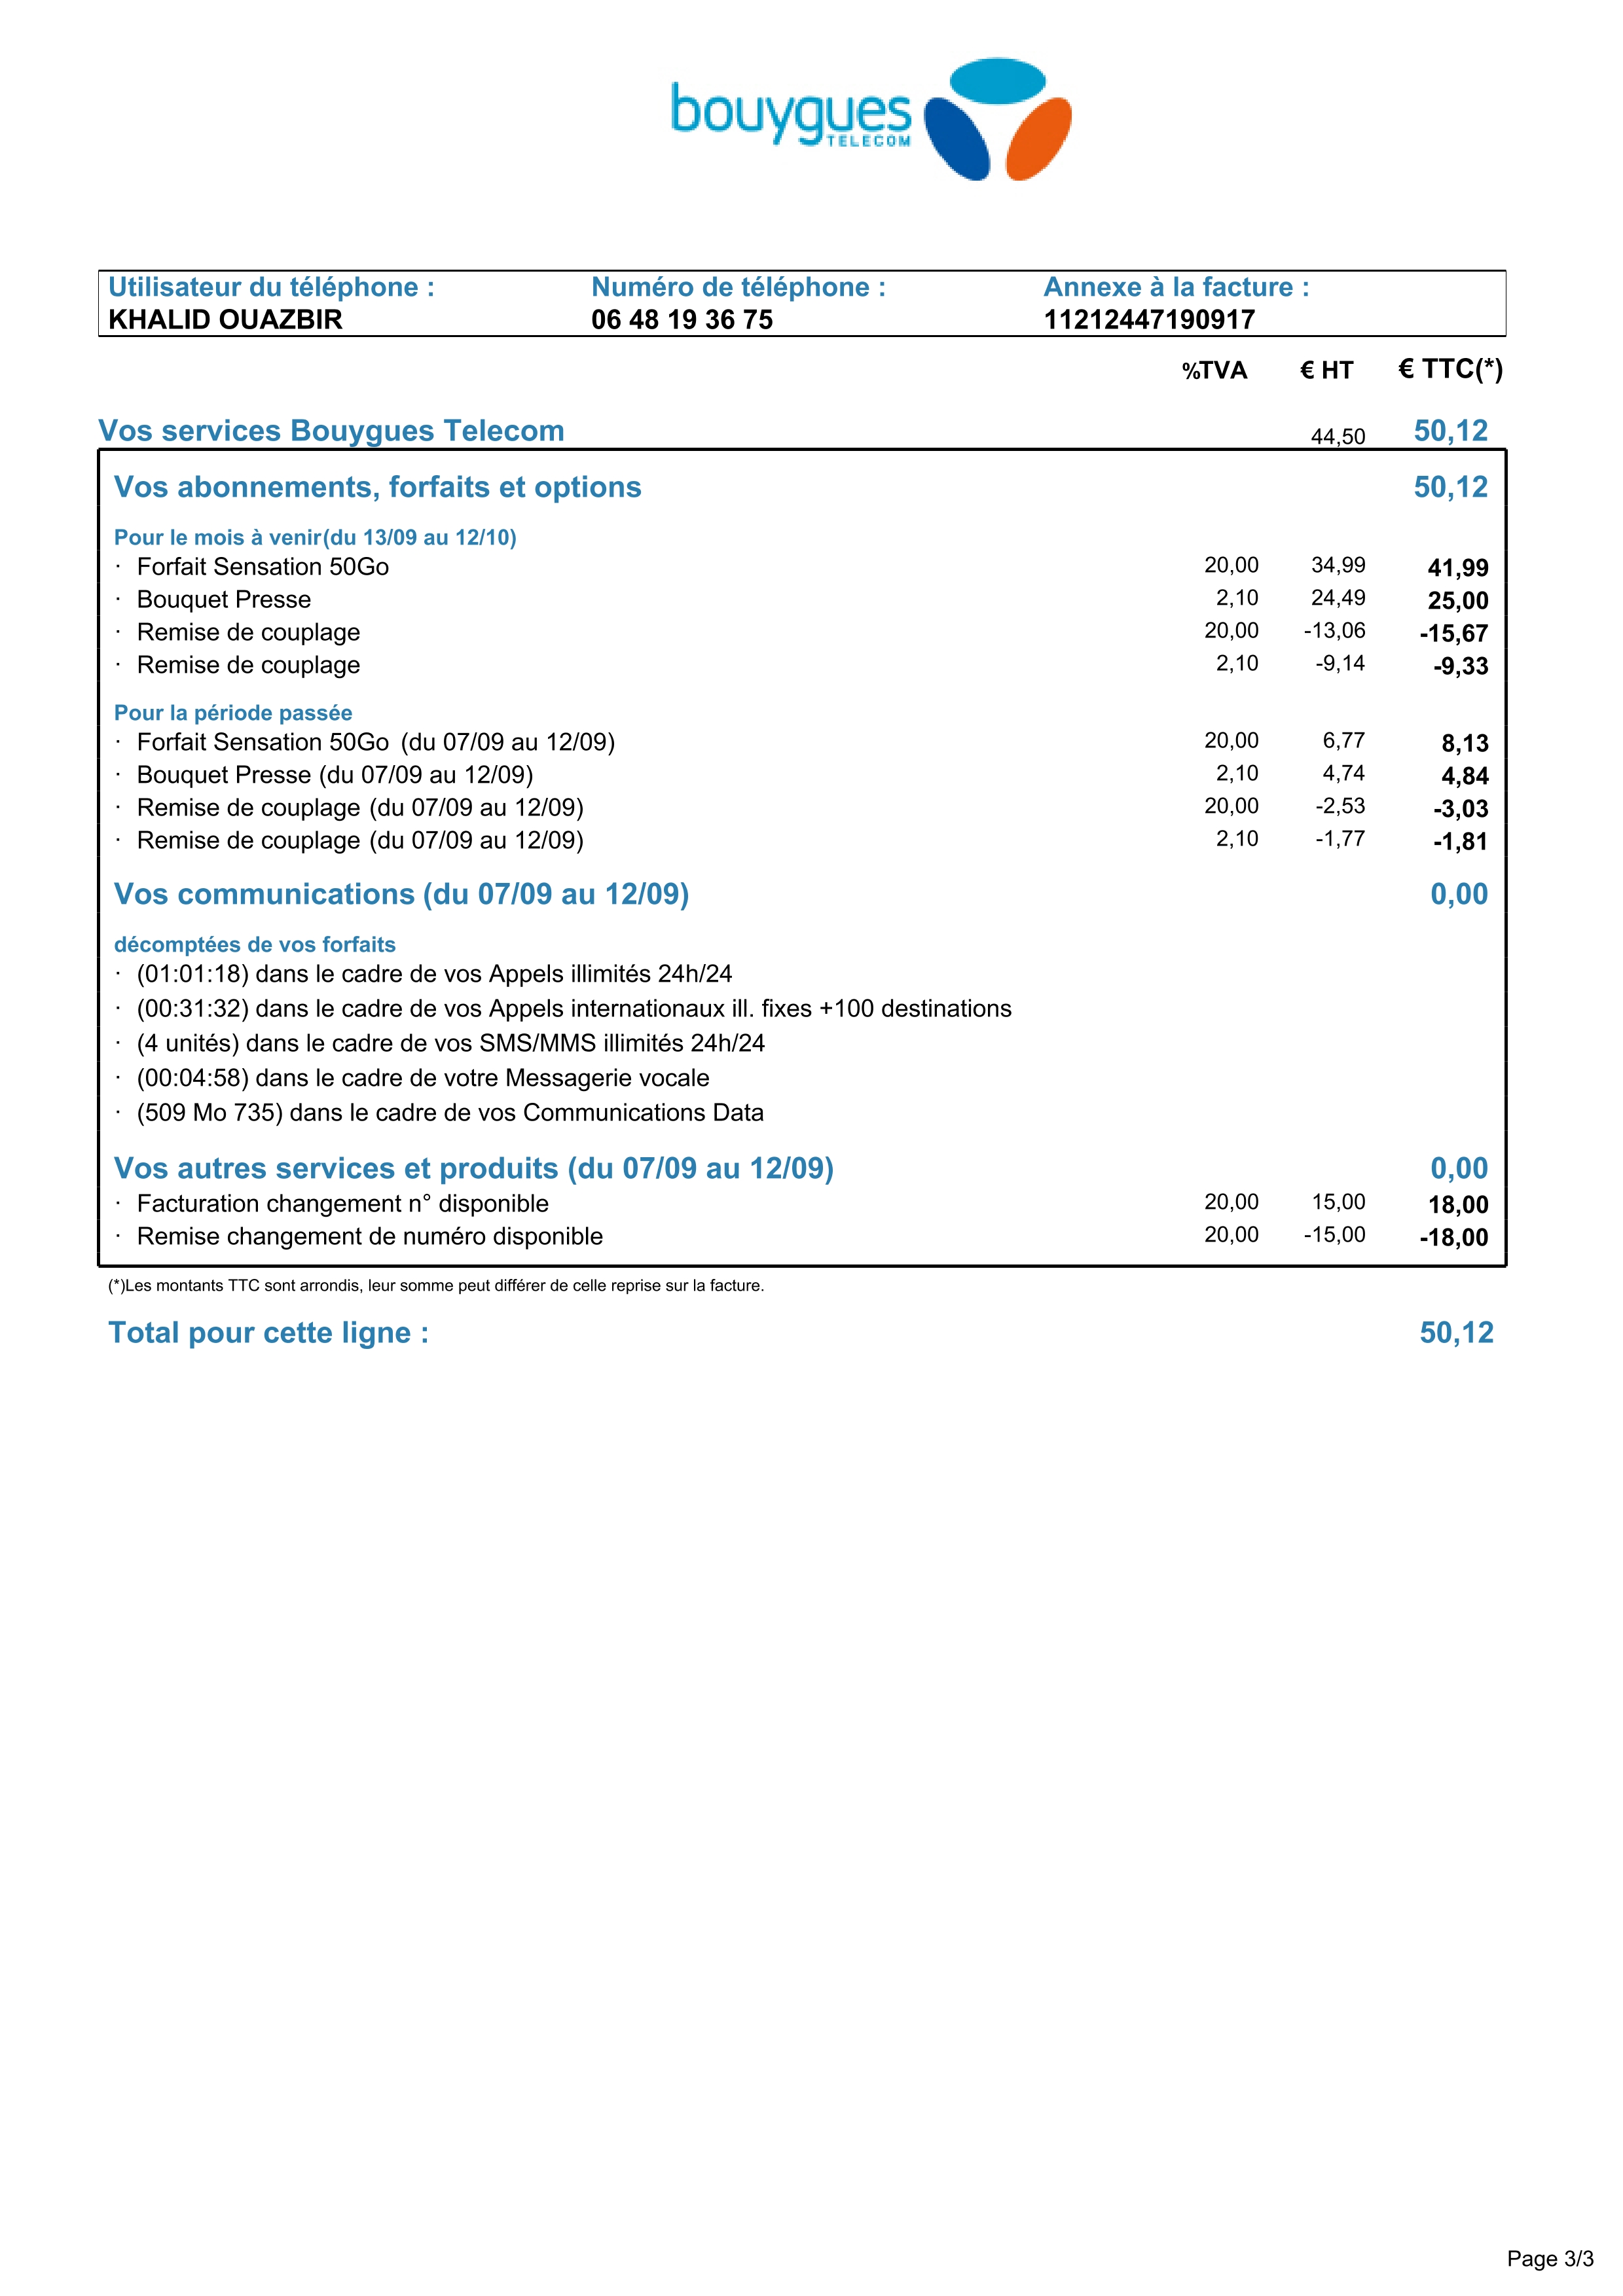 bouygues
TELECOM
Utilisateur du téléphone : Numéro de téléphone : Annexe à la facture :
KHALID OUAZBIR 06 48 19 36 75 11212447190917
%TVA € HT € TTC(*)
Vos services Bouygues Telecom 44,50 50,12
Vos abonnements, forfaits et options 50,12
Pour le mois à venir(du 13/09 au 12/10)
· Forfait Sensation 50Go 20,00 34,99 41,99
· Bouquet Presse 2,10 24,49 25,00
· Remise de couplage 20,00 -13,06 -15,67
· Remise de couplage 2,10 -9,14 -9,33
Pour la période passée
· Forfait Sensation 50Go (du 07/09 au 12/09) 20,00 6,77 8,13
· Bouquet Presse (du 07/09 au 12/09) 2,10 4,74 4,84
· Remise de couplage (du 07/09 au 12/09) 20,00 -2,53 -3,03
· Remise de couplage (du 07/09 au 12/09) 2,10 -1,77 -1,81
Vos communications (du 07/09 au 12/09) 0,00
décomptées de vos forfaits
· (01:01:18) dans le cadre de vos Appels illimités 24h/24
· (00:31:32) dans le cadre de vos Appels internationaux ill. fixes +100 destinations
· (4 unités) dans le cadre de vos SMS/MMS illimités 24h/24
· (00:04:58) dans le cadre de votre Messagerie vocale
· (509 Mo 735) dans le cadre de vos Communications Data
Vos autres services et produits (du 07/09 au 12/09) 0,00
· Facturation changement n° disponible 20,00 15,00 18,00
· Remise changement de numéro disponible 20,00 -15,00 -18,00
(*)Les montants TTC sont arrondis, leur somme peut différer de celle reprise sur la facture.
Total pour cette ligne : 50,12
Page 3/3